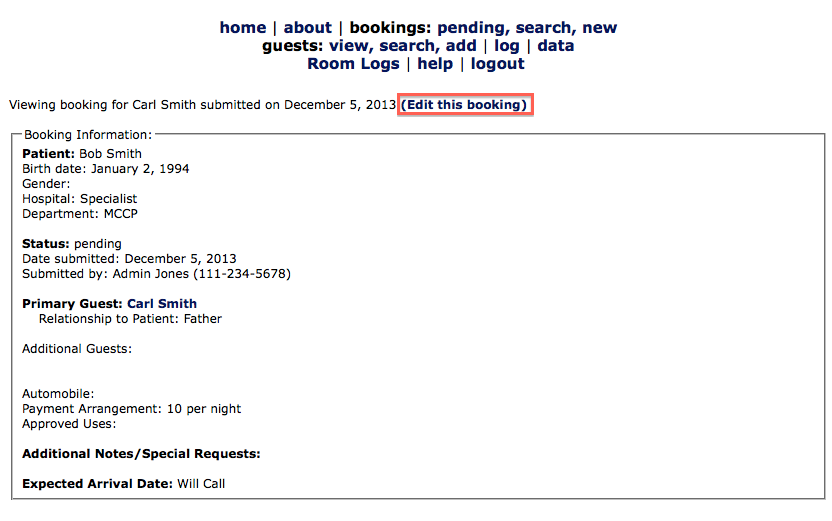 home | about | bookings: pending, search, new
guests: view, search, add | log | data
Room Logs | help | logout
Viewing booking for Carl Smith submitted on December 5, 2013 (Edit this booking)
Booking Information:
Patient: Bob Smith
Birth date: January 2, 1994
Gender:
Hospital: Specialist
Department: MCCP
Status: pending
Date submitted: December 5, 2013
Submitted by: Admin Jones (111-234-5678)
Primary Guest: Carl Smith
Relationship to Patient: Father
Additional Guests:
Automobile:
Payment Arrangement: 10 per night
Approved Uses:
Additional Notes/Special Requests:
Expected Arrival Date: Will Call